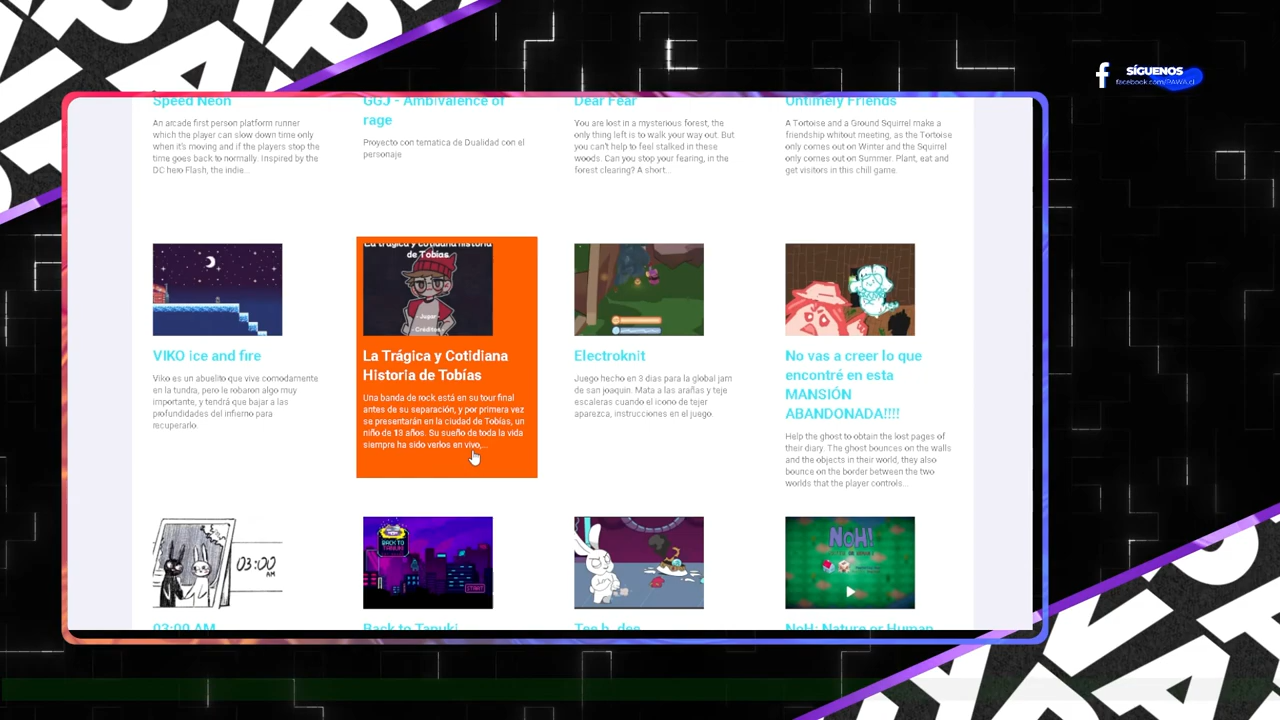 SÍGUENOS
facebook.com/PAWA.cl
Speed Neon
An arcade first person platform runner
which the player can slow down time only
when it's moving and if the players stop the
time goes back to normally. Inspired by the
DC hero Flash, the indie...
GGJ - Ambivalence of
rage
Proyecto con tematica de Dualidad con el
personaje
Dear Fear
You are lost in a mysterious forest, the
only thing left is to walk your way out. But
you can't help to feel stalked in these
woods. Can you stop your fearing, in the
forest clearing? A short...
Untimely Friends
A Tortoise and a Ground Squirrel make a
friendship whitout meeting, as the Tortoise
only comes out on Winter and the Squirrel
only comes out on Summer. Plant, eat and
get visitors in this chill game.
VIKO ice and fire
Viko es un abuelito que vive comodamente
en la tundra, pero le robaron algo muy
importante, y tendrá que bajar a las
profundidades del infierno para
recuperarlo.
La trágica y cotidiana historia
de Tobías
Jugar
Créditos
La Trágica y Cotidiana
Historia de Tobías
Una banda de rock está en su tour final
antes de su separación, y por primera vez
se presentarán en la ciudad de Tobías, un
niño de 13 años. Su sueño de toda la vida
siempre ha sido verlos en vivo,...
Electroknit
Juego hecho en 3 dias para la global jam
de san joaquin. Mata a las arañas y teje
escaleras cuando el icono de tejer
aparezca, instrucciones en el juego.
No vas a creer lo que
encontré en esta
MANSIÓN
ABANDONADA!!!!
Help the ghost to obtain the lost pages of
their diary. The ghost bounces on the walls
and the objects in their world, they also
bounce on the border between the two
worlds that the player controls...
03:00
AM
03:00 AM
BACK TO
TANUKI
START
Back to Tanuki
Tee b. dee
NOH!
NoH: Nature or Human